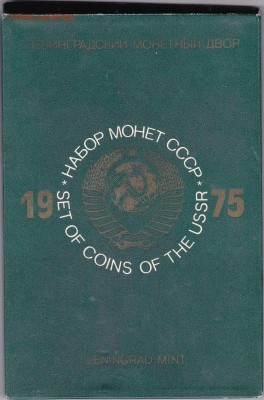 ЛЕНИНГРАДСКИЙ МОНЕТНЫЙ ДВОР
* НАБОР МОНЕТ СССР *
19 75
SET OF COINS OF THE USSR
LENINGRAD MINT